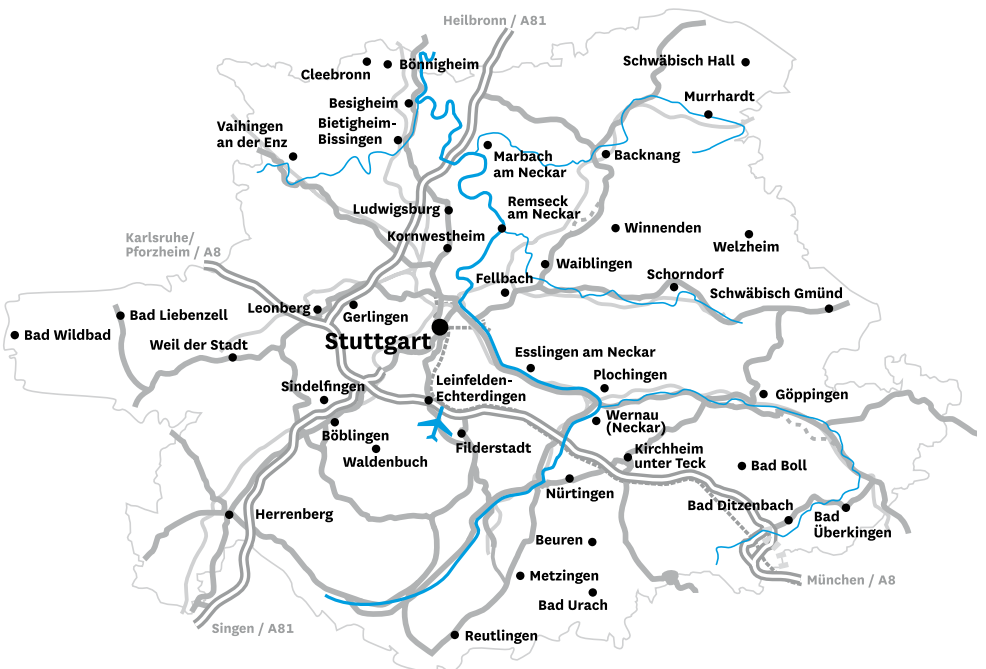 Heilbronn / A81
Schwäbisch Hall
Cleebronn
Bönnigheim
Murrhardt
Besigheim
Bietigheim-
Bissingen
Vaihingen
an der Enz
Marbach
am Neckar
Backnang
Ludwigsburg
Remseck
am Neckar
Kornwestheim
Winnenden
Welzheim
Karlsruhe/
Pforzheim / A8
Waiblingen
Fellbach
Schorndorf
Schwäbisch Gmünd
Leonberg
Gerlingen
Bad Liebenzell
Bad Wildbad
Weil der Stadt
Stuttgart
Esslingen am Neckar
Plochingen
Sindelfingen
Leinfelden-
Echterdingen
Göppingen
Wernau
(Neckar)
Böblingen
Waldenbuch
Filderstadt
Kirchheim
unter Teck
Bad Boll
Nürtingen
Bad Ditzenbach
Bad
Überkingen
Herrenberg
Beuren
Metzingen
Bad Urach
München / A8
Singen / A81
Reutlingen